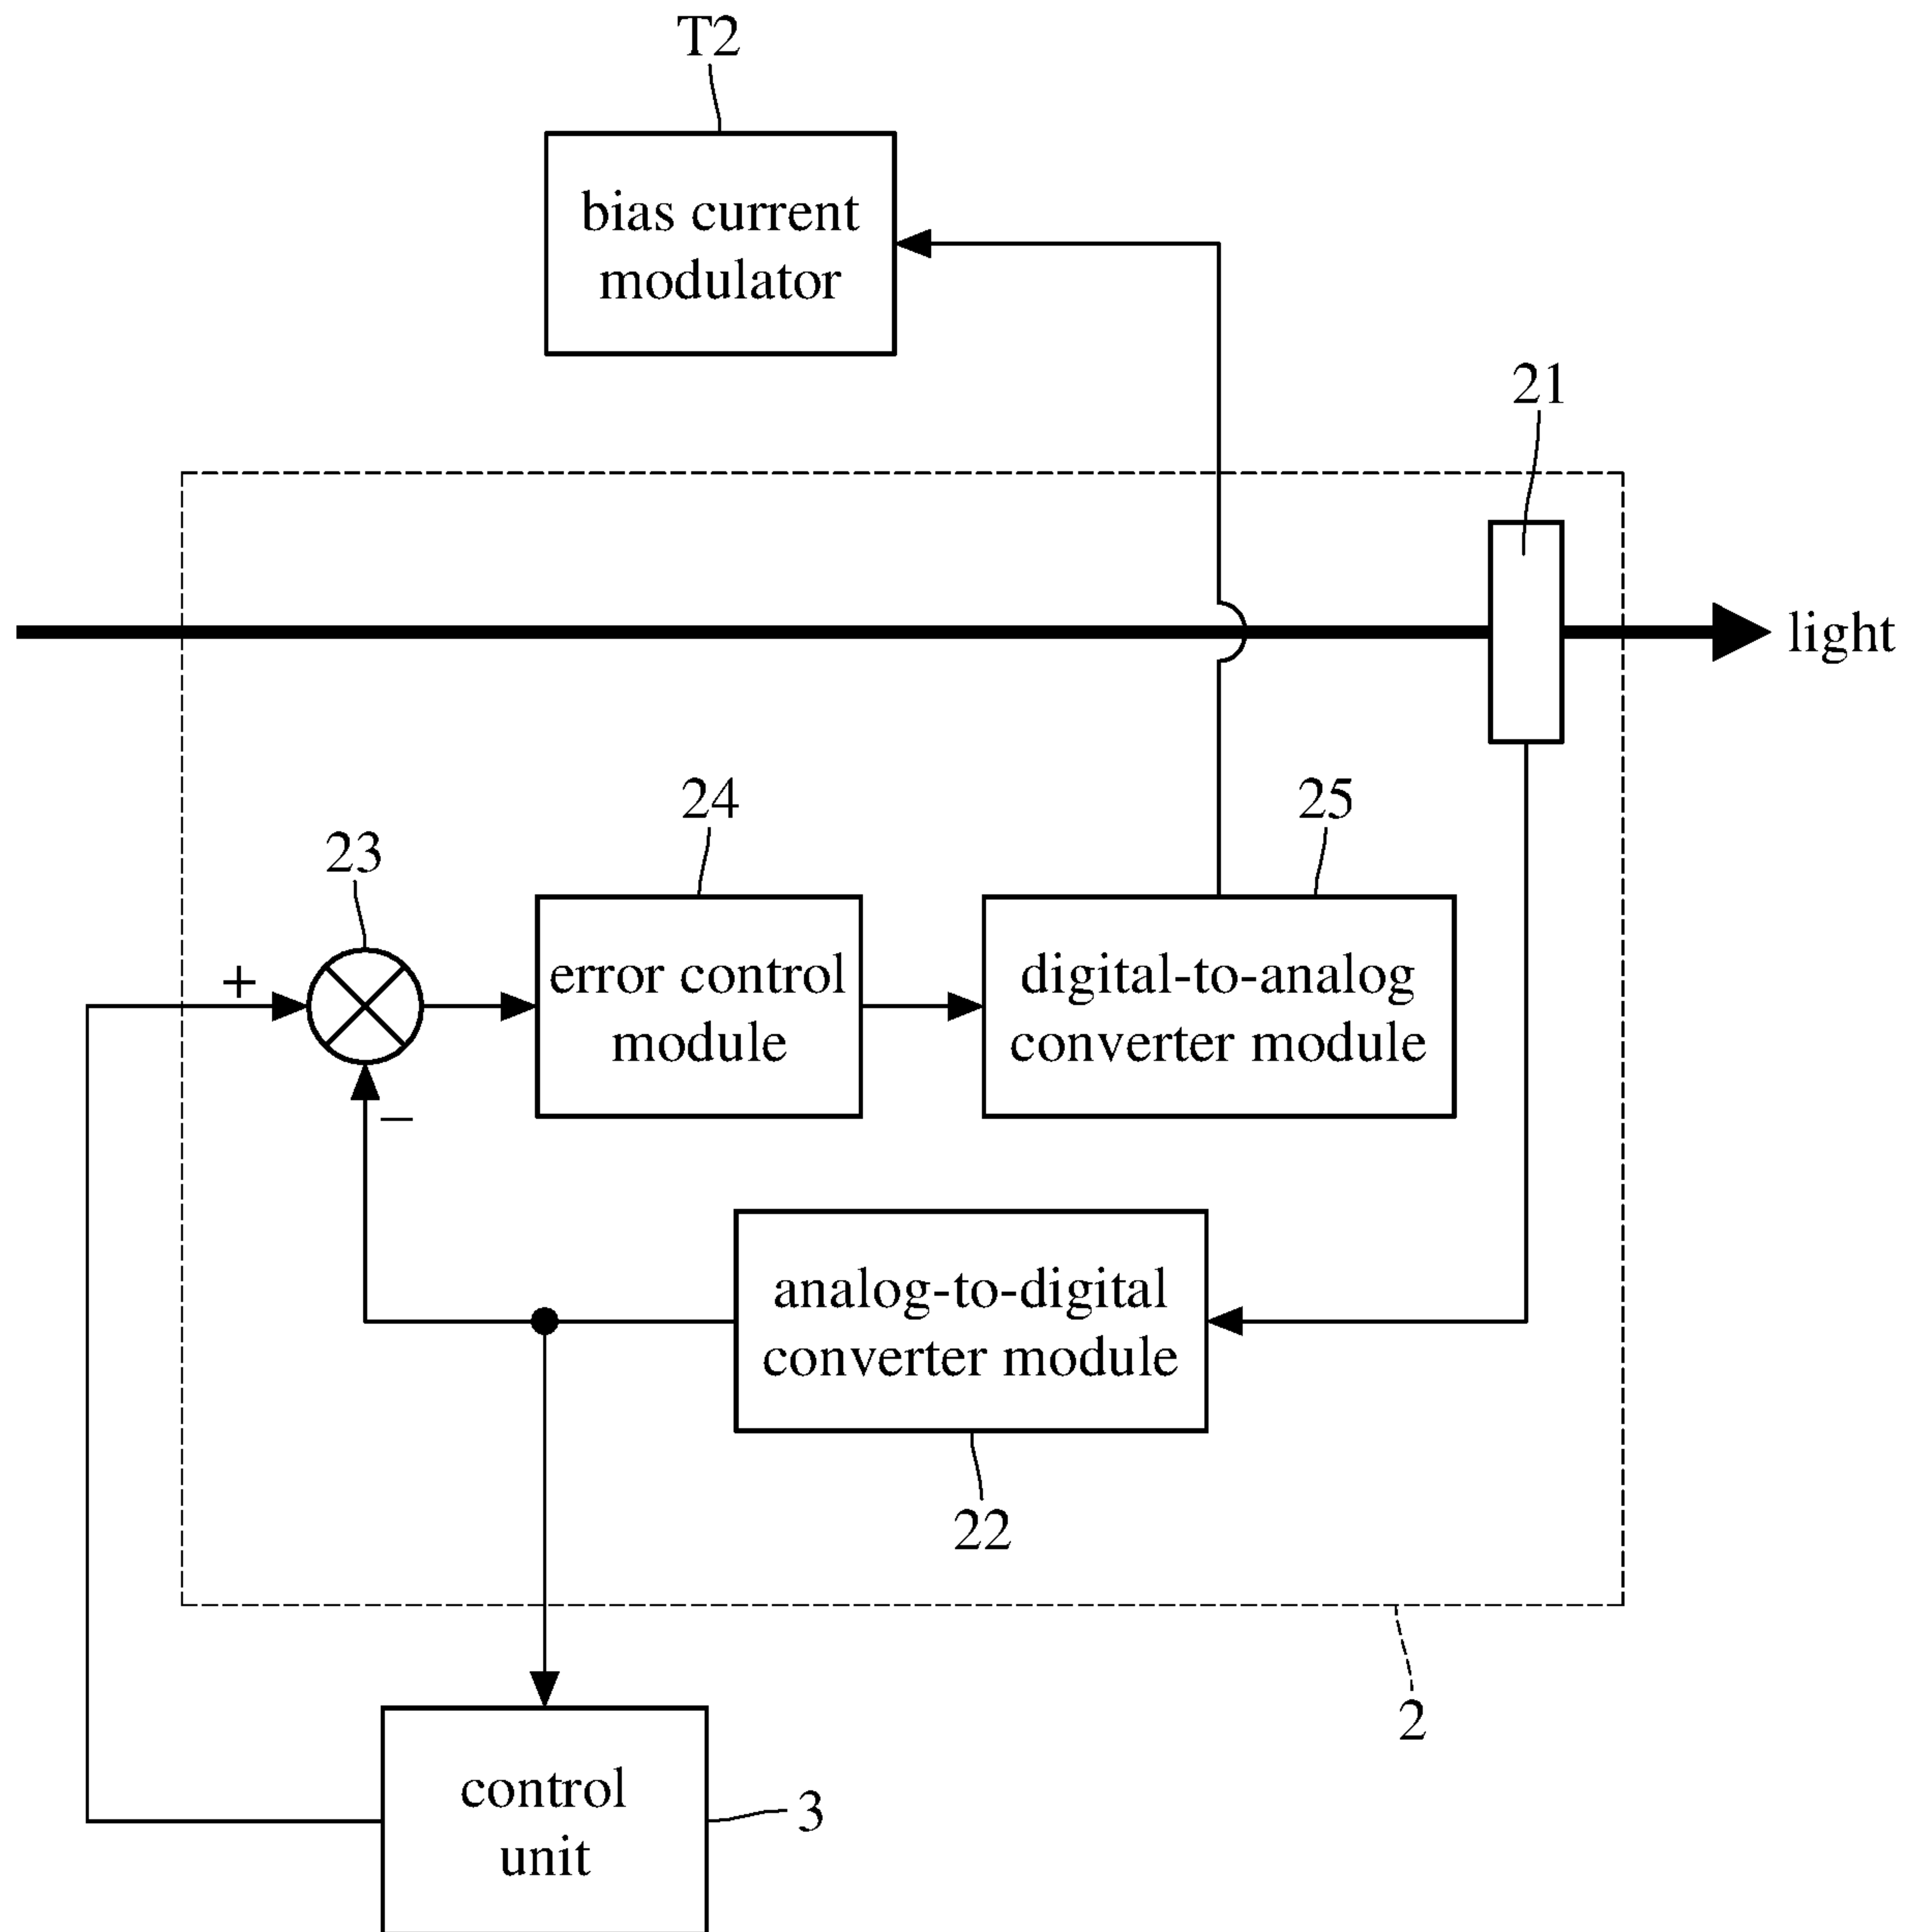 T2
bias current
modulator
21
light
24
25
23
+
error control
module
digital-to-analog
converter module
−
analog-to-digital
converter module
22
2
control
unit
3